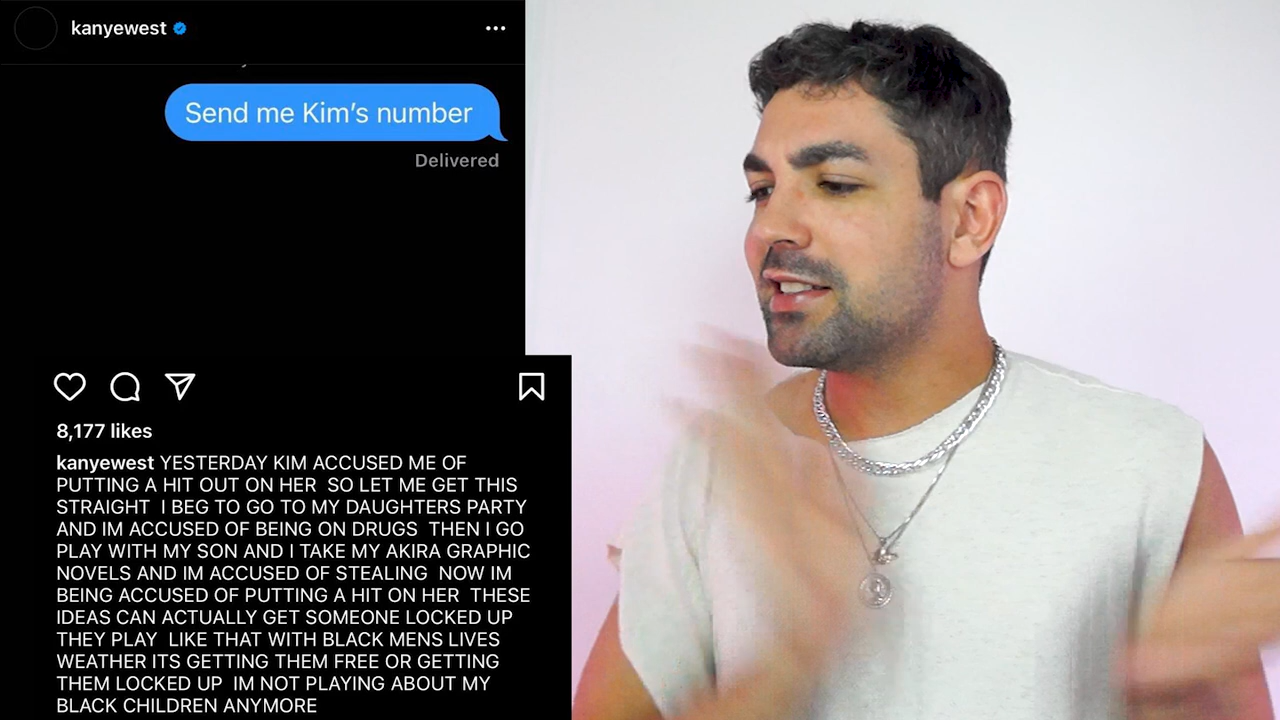 kanyewest
Send me Kim's number
Delivered
8,177 likes
kanyewest YESTERDAY KIM ACCUSED ME OF
PUTTING A HIT OUT ON HER  SO LET ME GET THIS
STRAIGHT  I BEG TO GO TO MY DAUGHTERS PARTY
AND IM ACCUSED OF BEING ON DRUGS  THEN I GO
PLAY WITH MY SON AND I TAKE MY AKIRA GRAPHIC
NOVELS AND IM ACCUSED OF STEALING  NOW IM
BEING ACCUSED OF PUTTING A HIT ON HER  THESE
IDEAS CAN ACTUALLY GET SOMEONE LOCKED UP
THEY PLAY  LIKE THAT WITH BLACK MENS LIVES
WEATHER ITS GETTING THEM FREE OR GETTING
THEM LOCKED UP  IM NOT PLAYING ABOUT MY
BLACK CHILDREN ANYMORE